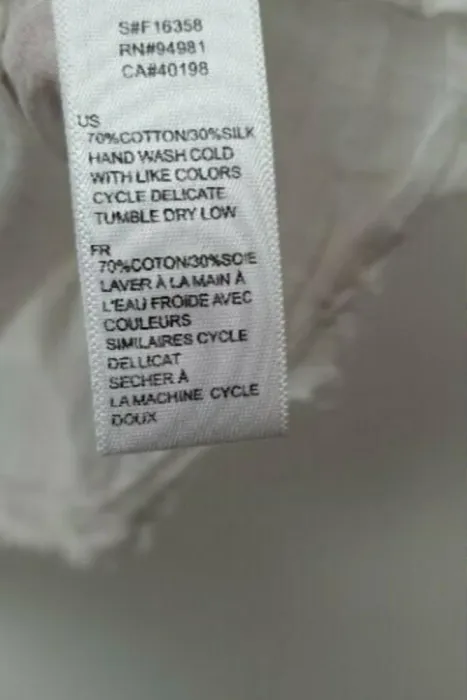 S#F16358
RN#94981
CA#40198
US
70%COTTON/30%SILK
HAND WASH COLD
WITH LIKE COLORS
CYCLE DELICATE
TUMBLE DRY LOW
FR
70%COTON/30%SOIE
LAVER À LA MAIN À
L'EAU FROIDE AVEC
COULEURS
SIMILAIRES CYCLE
DELLICAT
SECHER À
LA MACHINE CYCLE
DOUX